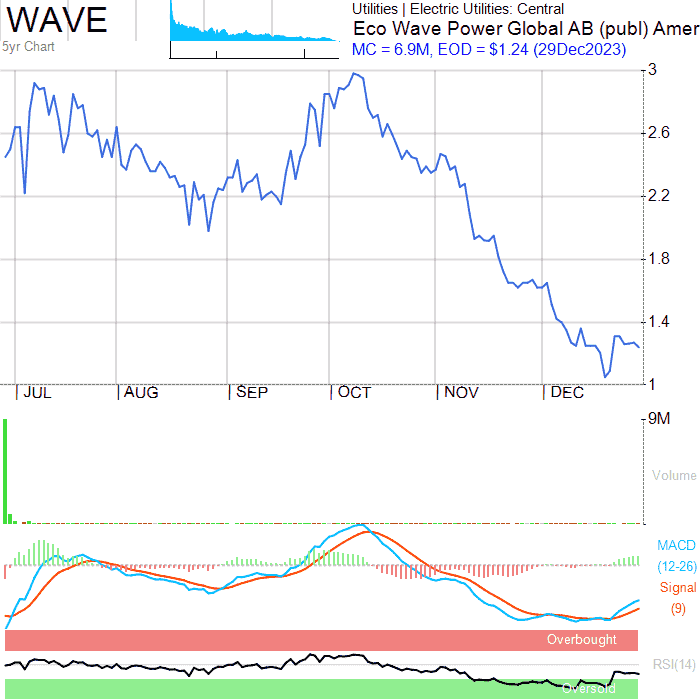 WAVE
5yr Chart
Utilities | Electric Utilities: Central
Eco Wave Power Global AB (publ) Amer
MC = 6.9M, EOD = $1.24 (29Dec2023)
3
2.6
2.2
1.8
1.4
1
JUL AUG SEP OCT NOV DEC
9M
Volume
MACD
(12-26)
Signal
(9)
Overbought
RSI(14)
Oversold